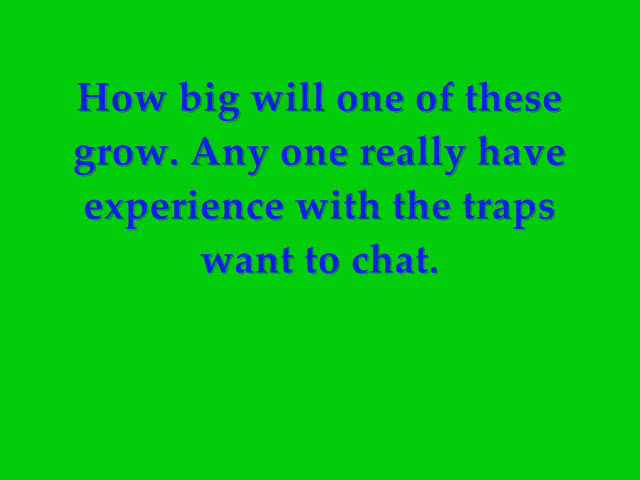 How big will one of these
grow. Any one really have
experience with the traps
want to chat.